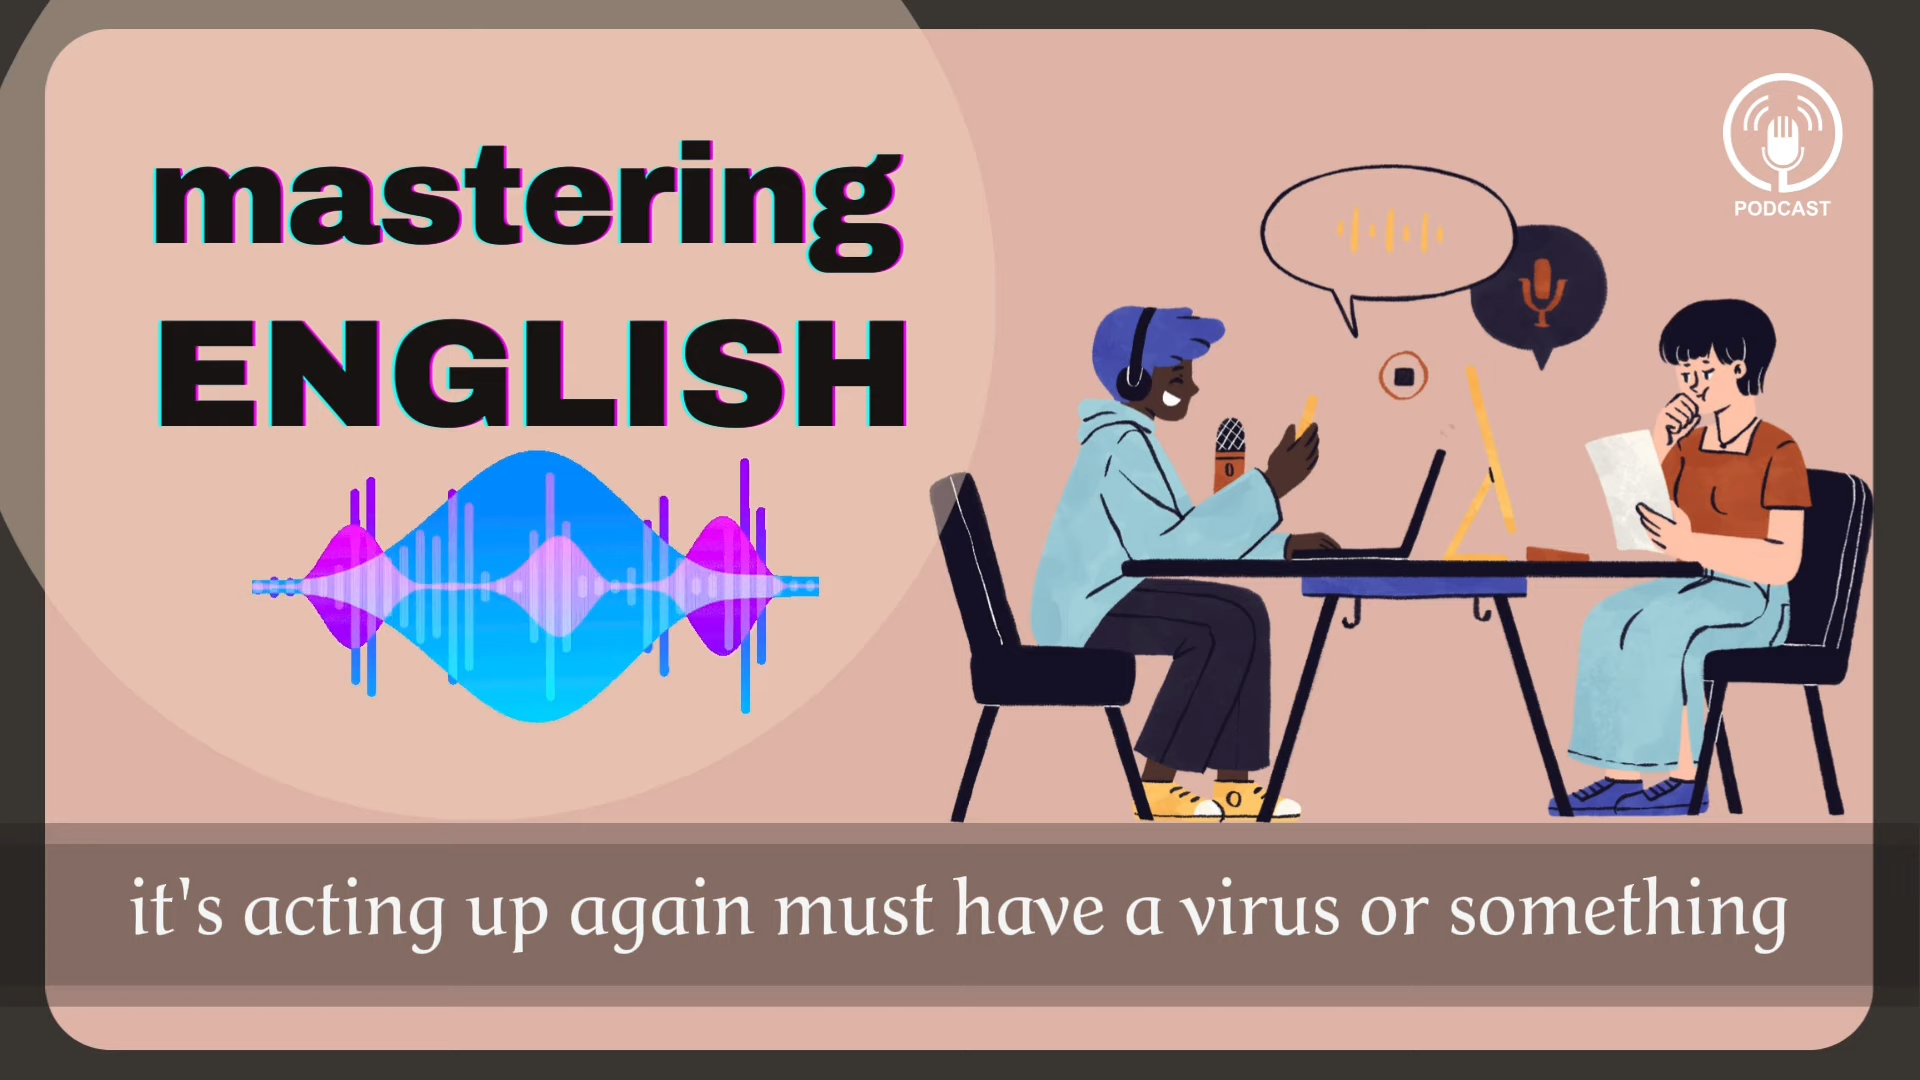 mastering
ENGLISH
PODCAST
it's acting up again must have a virus or something